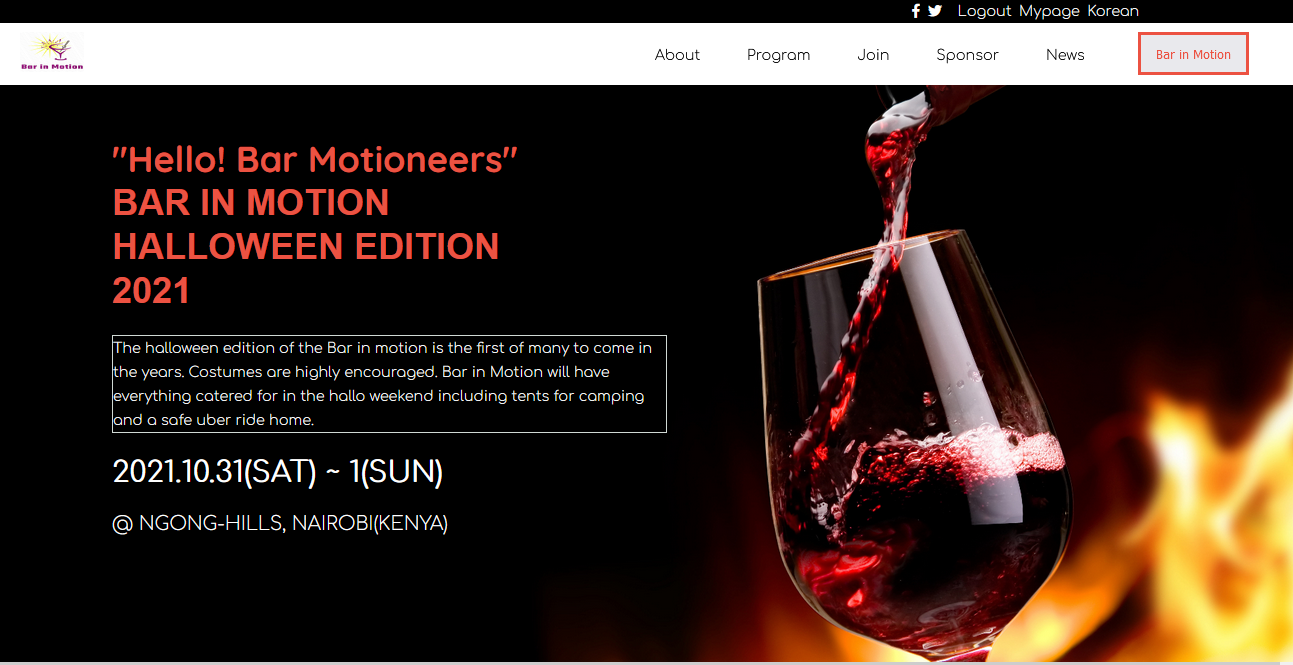 Logout Mypage Korean
Bar in Motion
About Program Join Sponsor News Bar in Motion
"Hello! Bar Motioneers"
BAR IN MOTION
HALLOWEEN EDITION
2021
The halloween edition of the Bar in motion is the first of many to come in
the years. Costumes are highly encouraged. Bar in Motion will have
everything catered for in the hallo weekend including tents for camping
and a safe uber ride home.
2021.10.31(SAT) ~ 1(SUN)
@ NGONG-HILLS, NAIROBI(KENYA)